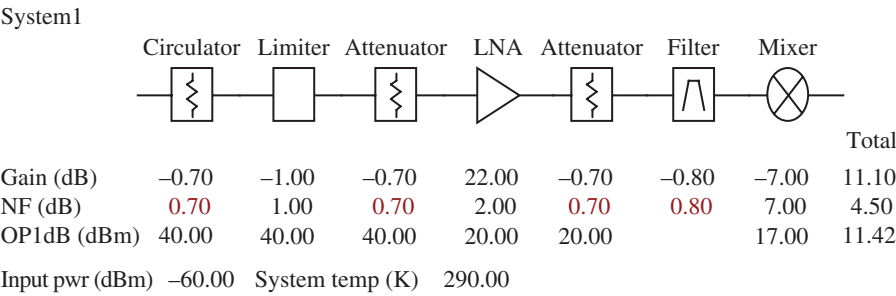 System1
Circulator Limiter Attenuator LNA Attenuator Filter Mixer
Total
Gain (dB) –0.70 –1.00 –0.70 22.00 –0.70 –0.80 –7.00 11.10
NF (dB) 0.70 1.00 0.70 2.00 0.70 0.80 7.00 4.50
OP1dB (dBm) 40.00 40.00 40.00 20.00 20.00 17.00 11.42
Input pwr (dBm) –60.00 System temp (K) 290.00